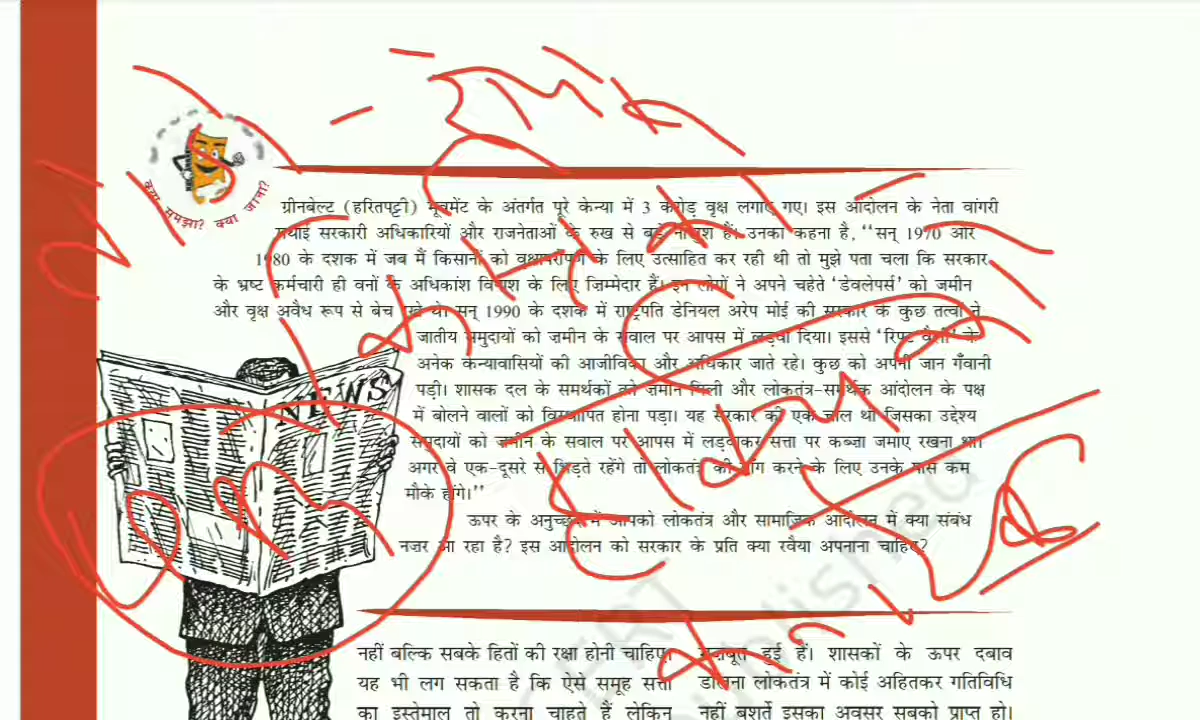 क्या समझा? क्या जाना?
ग्रीनबेल्ट (हरितपट्टी) मूवमेंट के अंतर्गत पूरे केन्या में 3 करोड़ वृक्ष लगाए गए। इस आंदोलन के नेता वांगरी
मथाई सरकारी अधिकारियों और राजनेताओं के रुख से बड़े नाखुश हैं। उनका कहना है, “सन् 1970 और
1980 के दशक में जब मैं किसानों को वृक्षारोपण के लिए उत्साहित कर रही थी तो मुझे पता चला कि सरकार
के भ्रष्ट कर्मचारी ही वनों के अधिकांश विनाश के लिए ज़िम्मेदार हैं। इन लोगों ने अपने चहेते ‘डेवलेपर्स’ को जमीन
और वृक्ष अवैध रूप से बेच रखे थे। सन् 1990 के दशक में राष्ट्रपति डेनियल अरेप मोई की सरकार के कुछ तत्वों ने
जातीय समुदायों को ज़मीन के सवाल पर आपस में लड़वा दिया। इससे ‘रिफ्ट वैली’ के
अनेक केन्यावासियों की आजीविका और अधिकार जाते रहे। कुछ को अपनी जान गँवानी
पड़ी। शासक दल के समर्थकों को ज़मीन मिली और लोकतंत्र-समर्थक आंदोलन के पक्ष
में बोलने वालों को विस्थापित होना पड़ा। यह सरकार की एक चाल थी जिसका उद्देश्य
समुदायों को ज़मीन के सवाल पर आपस में लड़वाकर सत्ता पर कब्जा जमाए रखना था।
अगर वे एक-दूसरे से भिड़ते रहेंगे तो लोकतंत्र की माँग करने के लिए उनके पास कम
मौके होंगे।”
ऊपर के अनुच्छेद में आपको लोकतंत्र और सामाजिक आंदोलन में क्या संबंध
नजर आ रहा है? इस आंदोलन को सरकार के प्रति क्या रवैया अपनाना चाहिए?
NEWS
नहीं बल्कि सबके हितों की रक्षा होनी चाहिए।
यह भी लग सकता है कि ऐसे समूह सत्ता
का इस्तेमाल तो करना चाहते हैं लेकिन
मज़बूत हुई हैं। शासकों के ऊपर दबाव
डालना लोकतंत्र में कोई अहितकर गतिविधि
नहीं बशर्ते इसका अवसर सबको प्राप्त हो।